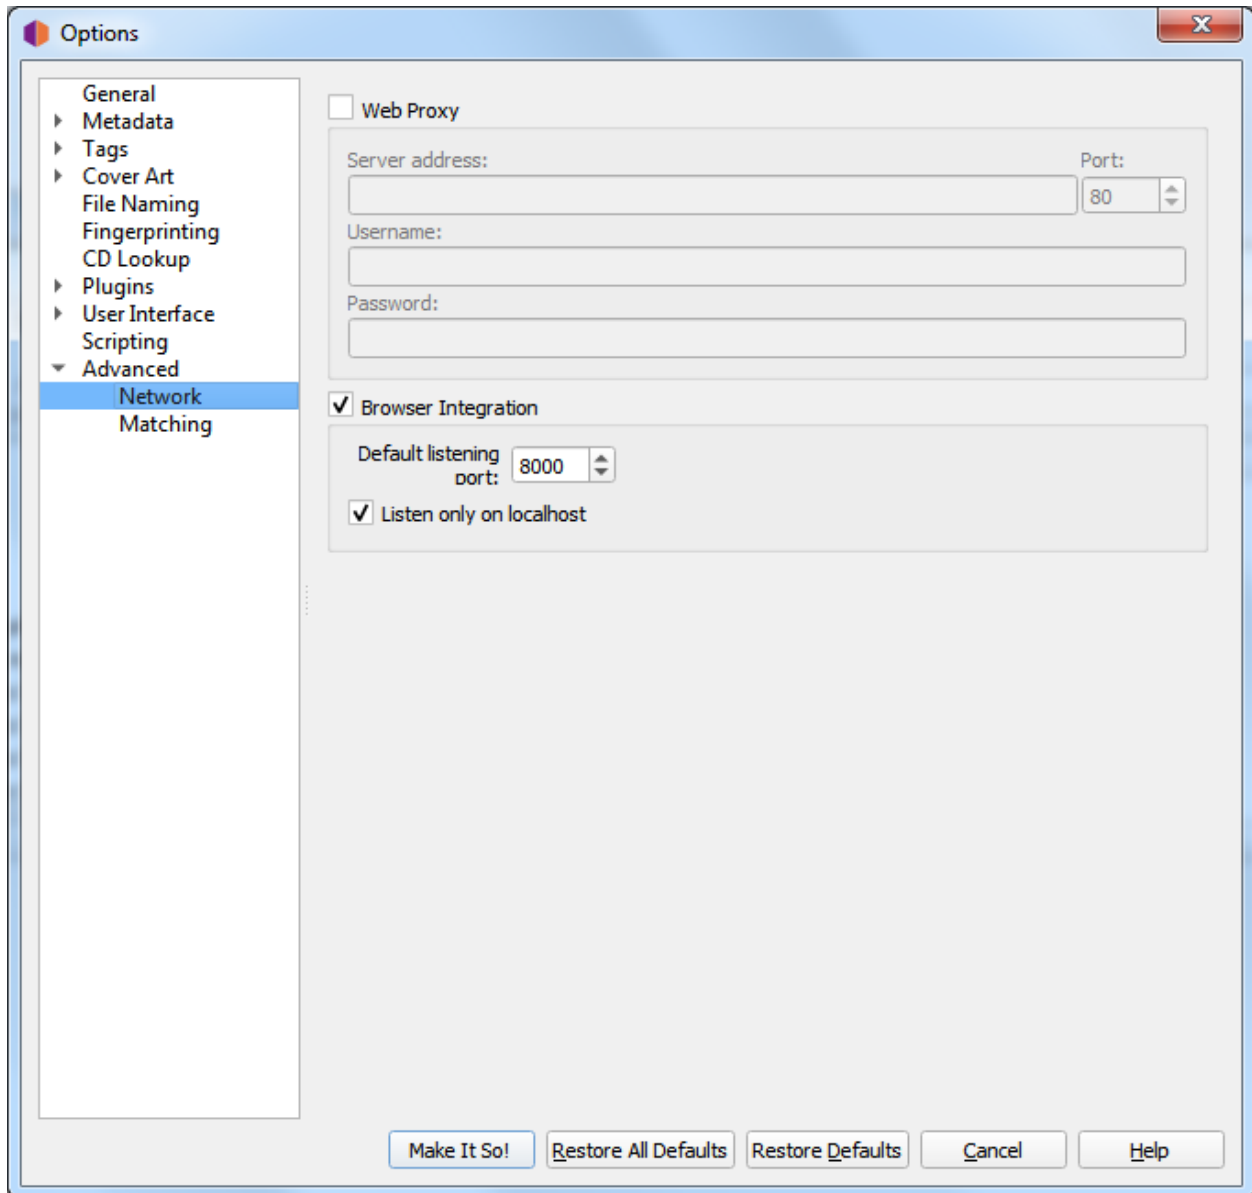 Options
General
Metadata
Tags
Cover Art
File Naming
Fingerprinting
CD Lookup
Plugins
User Interface
Scripting
Advanced
Network
Matching
Web Proxy
Server address:
Port:
80
Username:
Password:
Browser Integration
Default listening
port:
8000
Listen only on localhost
Make It So!
Restore All Defaults
Restore Defaults
Cancel
Help